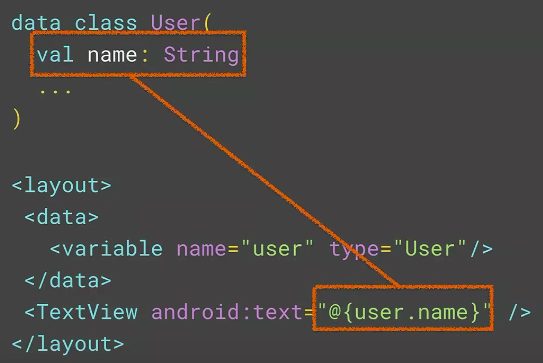 data class User(
val name: String
...
)
<layout>
<data>
<variable name="user" type="User"/>
</data>
<TextView android:text="@{user.name}" />
</layout>